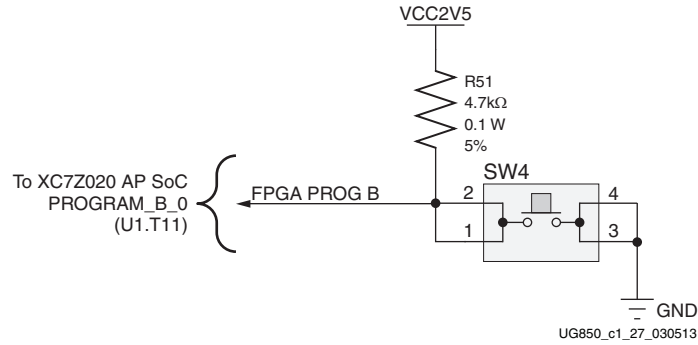 VCC2V5
R51
4.7kΩ
0.1 W
5%
SW4
To XC7Z020 AP SoC
PROGRAM_B_0
(U1.T11)
FPGA PROG B
2
4
1
3
GND
UG850_c1_27_030513